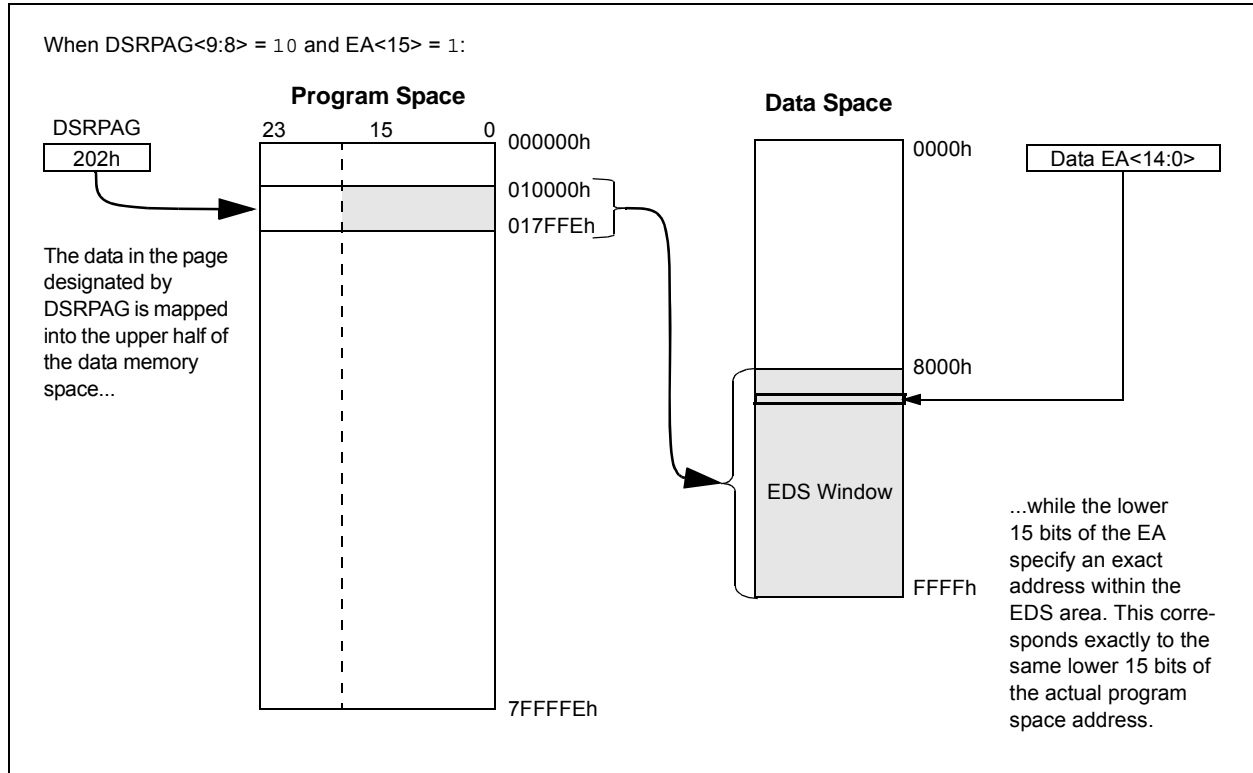 When DSRPAG<9:8> = 10 and EA<15> = 1:
Program Space
Data Space
DSRPAG
202h
23 15 0
000000h
010000h
017FFEh
7FFFFEh
The data in the page
designated by
DSRPAG is mapped
into the upper half of
the data memory
space...
0000h
8000h
FFFFh
EDS Window
Data EA<14:0>
...while the lower
15 bits of the EA
specify an exact
address within the
EDS area. This corre-
sponds exactly to the
same lower 15 bits of
the actual program
space address.